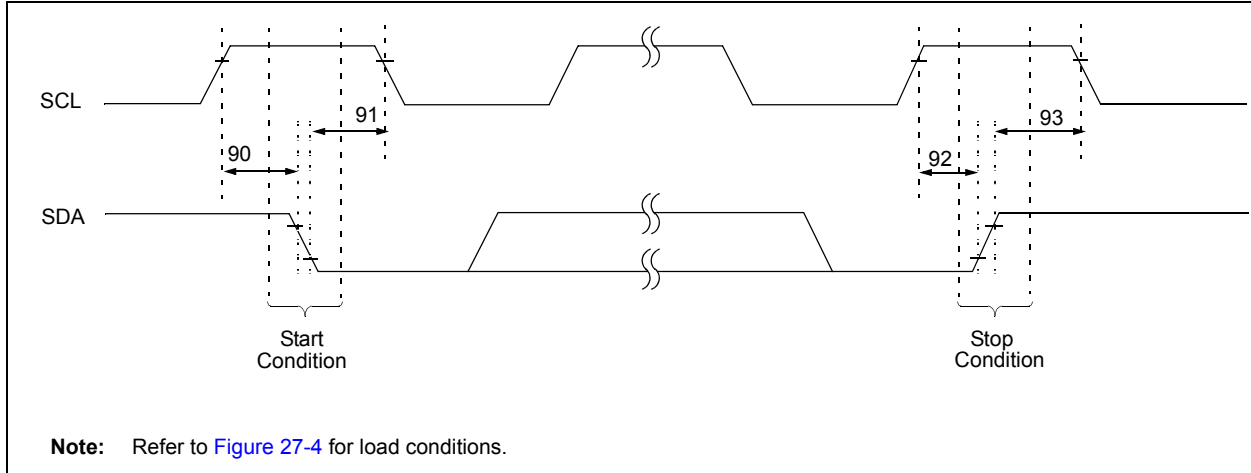 SCL
91
93
90
92
SDA
Start
Condition
Stop
Condition
Note: Refer to Figure 27-4 for load conditions.